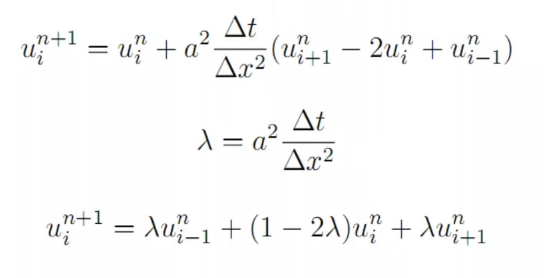 u_i^{n+1} = u_i^n + a^2 \frac{\Delta t}{\Delta x^2} (u_{i+1}^n - 2u_i^n + u_{i-1}^n)
\lambda = a^2 \frac{\Delta t}{\Delta x^2}
u_i^{n+1} = \lambda u_{i-1}^n + (1 - 2\lambda) u_i^n + \lambda u_{i+1}^n